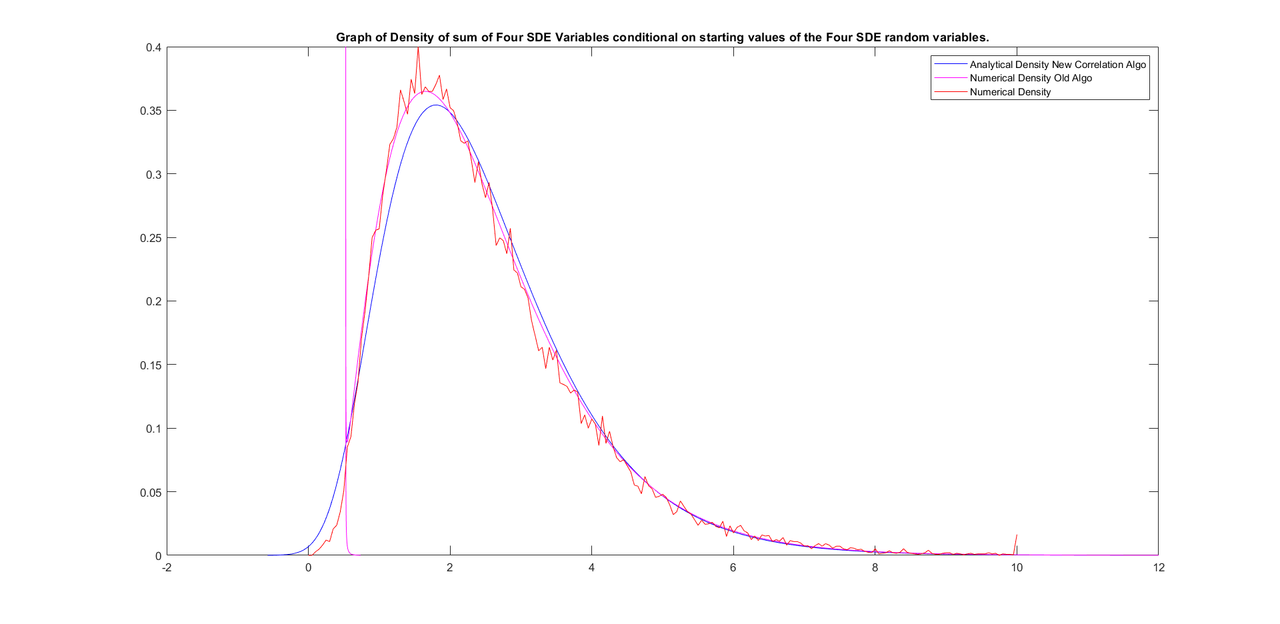 Graph of Density of sum of Four SDE Variables conditional on starting values of the Four SDE random variables.
Analytical Density New Correlation Algo
Numerical Density Old Algo
Numerical Density
0.4
0.35
0.3
0.25
0.2
0.15
0.1
0.05
0
-2 0 2 4 6 8 10 12